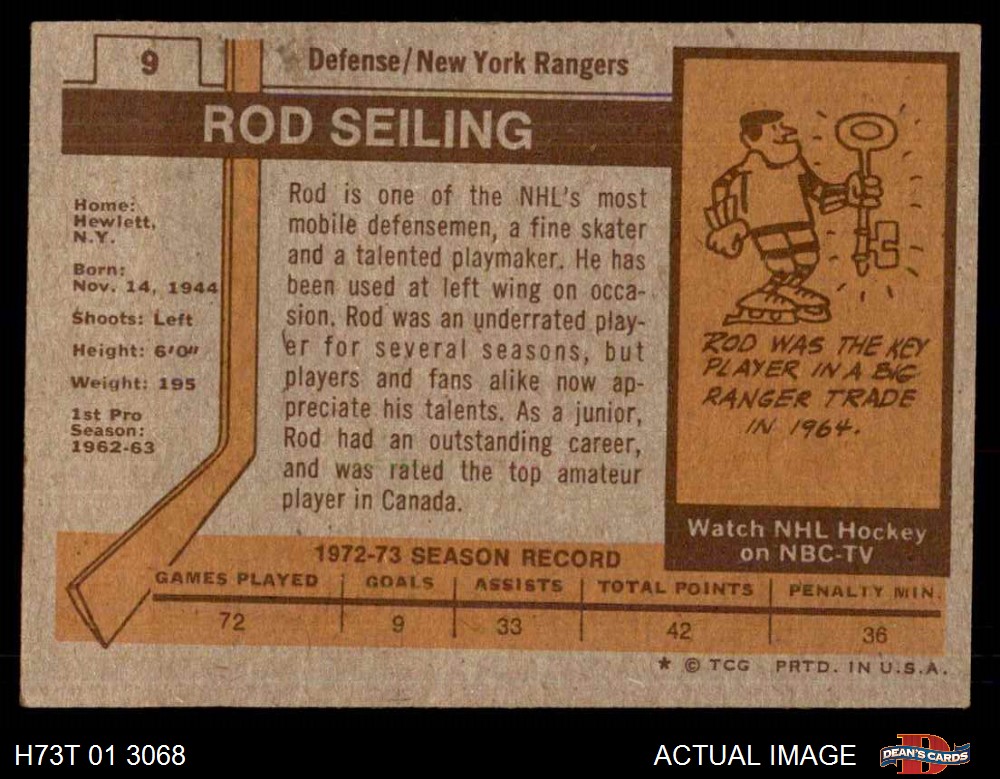 9
Defense/New York Rangers
ROD SEILING
Home:
Hewlett,
N.Y.
Born:
Nov. 14, 1944
Shoots: Left
Height: 6'0"
Weight: 195
1st Pro
Season:
1962-63
Rod is one of the NHL's most
mobile defensemen, a fine skater
and a talented playmaker. He has
been used at left wing on occa-
sion. Rod was an underrated play-
er for several seasons, but
players and fans alike now ap-
preciate his talents. As a junior,
Rod had an outstanding career,
and was rated the top amateur
player in Canada.
ROD WAS THE KEY
PLAYER IN A BIG
RANGER TRADE
IN 1964.
Watch NHL Hockey
on NBC-TV
1972-73 SEASON RECORD
GAMES PLAYED GOALS ASSISTS TOTAL POINTS PENALTY MIN.
72 9 33 42 36
* © TCG PRTD. IN U.S.A.
H73T 01 3068 ACTUAL IMAGE DEAN'S CARDS